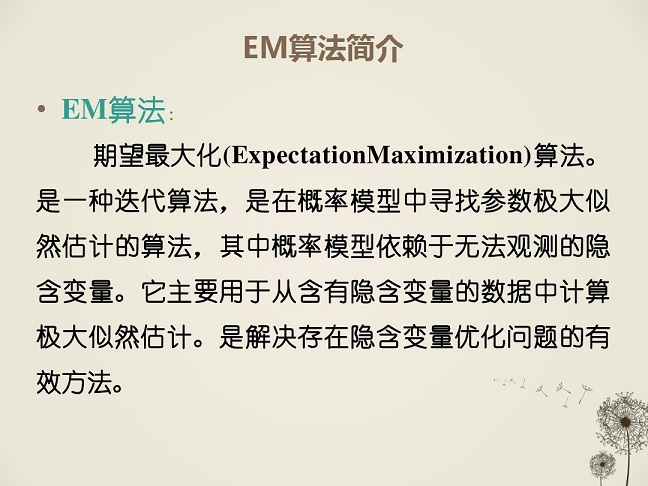 EM算法简介
• EM算法:
期望最大化(ExpectationMaximization)算法。
是一种迭代算法，是在概率模型中寻找参数极大似
然估计的算法，其中概率模型依赖于无法观测的隐
含变量。它主要用于从含有隐含变量的数据中计算
极大似然估计。是解决存在隐含变量优化问题的有
效方法。